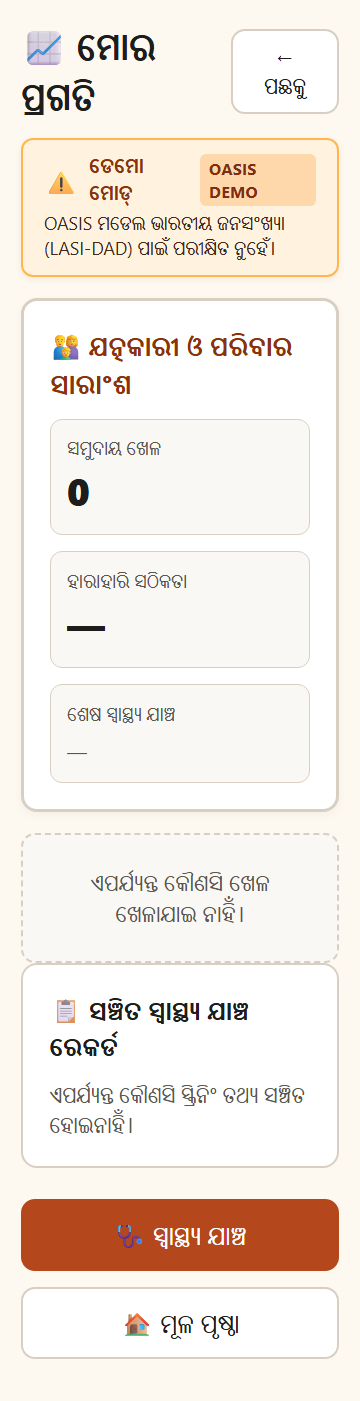 ମୋର
ପ୍ରଗତି
←
ପଛକୁ
ଡେମୋ
ମୋଡ୍
OASIS
DEMO
OASIS ମଡେଲ ଭାରତୀୟ ଜନସଂଖ୍ୟା
(LASI-DAD) ପାଇଁ ପରୀକ୍ଷିତ ନୁହେଁ।
ଯତ୍ନକାରୀ ଓ ପରିବାର
ସାରାଂଶ
ସମୁଦାୟ ଖେଳ
0
ହାରାହାରି ସଠିକତା
—
ଶେଷ ସ୍ୱାସ୍ଥ୍ୟ ଯାଞ୍ଚ
—
ଏପର୍ଯ୍ୟନ୍ତ କୌଣସି ଖେଳ
ଖେଳାଯାଇ ନାହିଁ।
ସଞ୍ଚିତ ସ୍ୱାସ୍ଥ୍ୟ ଯାଞ୍ଚ
ରେକର୍ଡ
ଏପର୍ଯ୍ୟନ୍ତ କୌଣସି ସ୍କ୍ରିନିଂ ତଥ୍ୟ ସଞ୍ଚିତ
ହୋଇନାହିଁ।
ସ୍ୱାସ୍ଥ୍ୟ ଯାଞ୍ଚ
ମୂଳ ପୃଷ୍ଠା